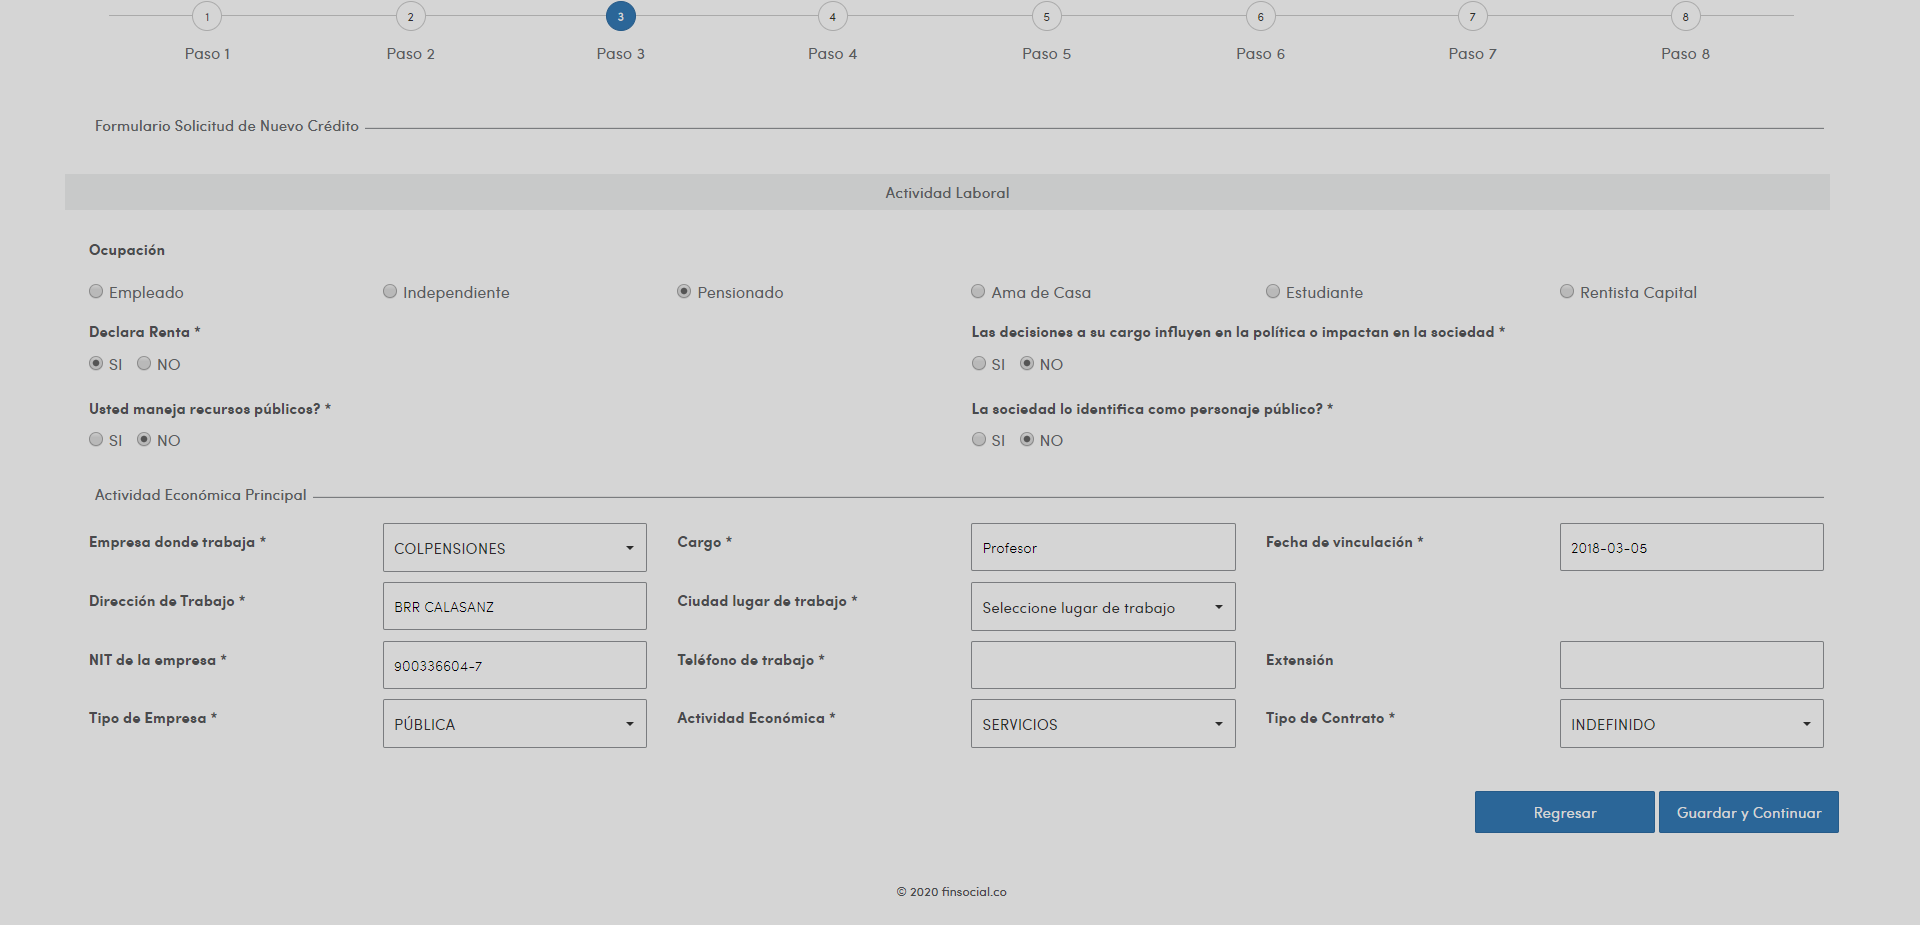 1 2 3 4 5 6 7 8
Paso 1 Paso 2 Paso 3 Paso 4 Paso 5 Paso 6 Paso 7 Paso 8
Formulario Solicitud de Nuevo Crédito
Actividad Laboral
Ocupación
Empleado Independiente Pensionado Ama de Casa Estudiante Rentista Capital
Declara Renta * Las decisiones a su cargo influyen en la política o impactan en la sociedad *
SI NO SI NO
Usted maneja recursos públicos? * La sociedad lo identifica como personaje público? *
SI NO SI NO
Actividad Económica Principal
Empresa donde trabaja * COLPENSIONES Cargo * Profesor Fecha de vinculación * 2018-03-05
Dirección de Trabajo * BRR CALASANZ Ciudad lugar de trabajo * Seleccione lugar de trabajo
NIT de la empresa * 900336604-7 Teléfono de trabajo * Extensión
Tipo de Empresa * PÚBLICA Actividad Económica * SERVICIOS Tipo de Contrato * INDEFINIDO
Regresar Guardar y Continuar
© 2020 finsocial.co